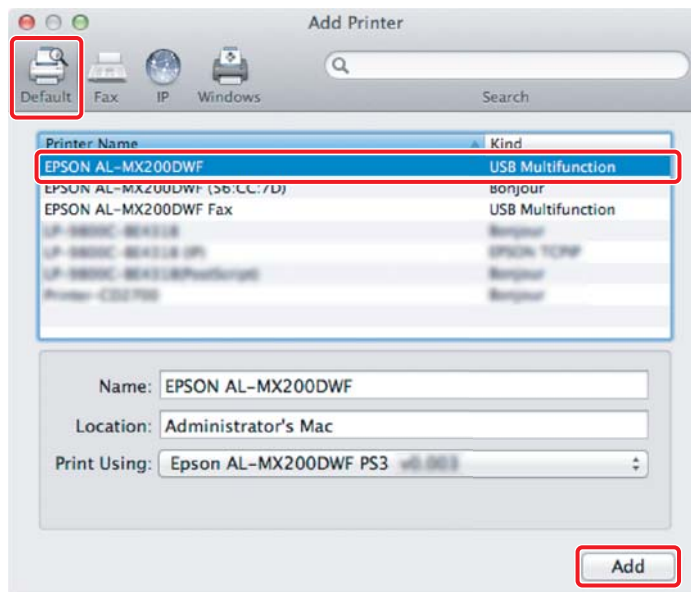 Add Printer
Default Fax IP Windows Search
Printer Name Kind
EPSON AL-MX200DWF USB Multifunction
EPSON AL-MX200DWF (56:CC:7D) Bonjour
EPSON AL-MX200DWF Fax USB Multifunction
Name: EPSON AL-MX200DWF
Location: Administrator's Mac
Print Using: Epson AL-MX200DWF PS3
Add